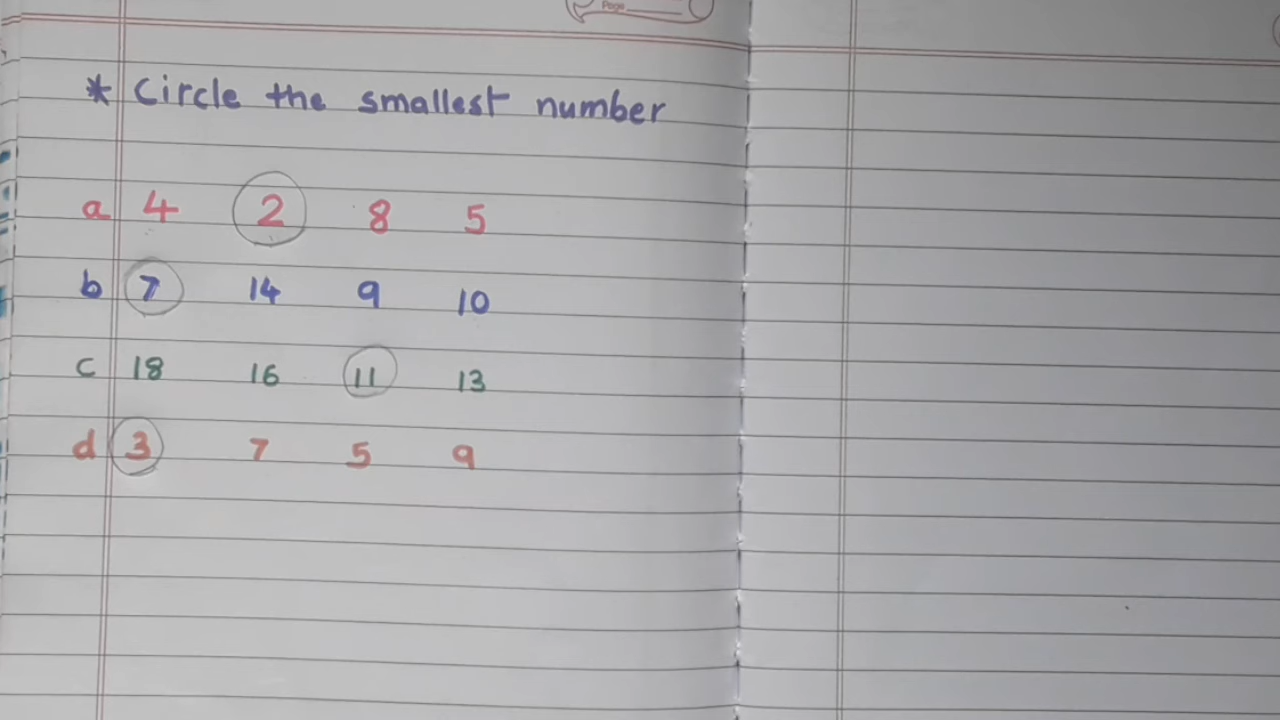 Page
* Circle the smallest number
a 4 2 8 5
b 7 14 9 10
c 18 16 11 13
d 3 7 5 9